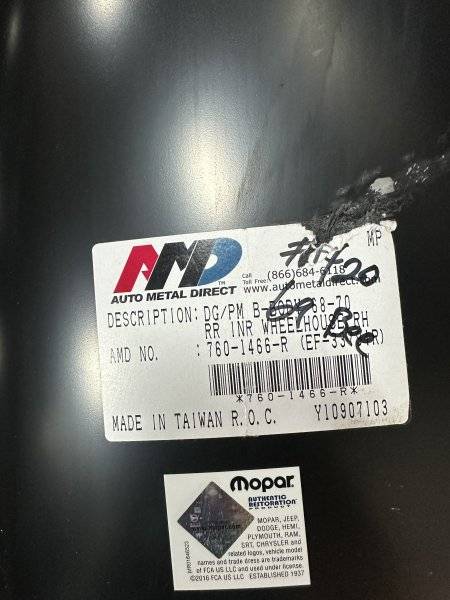 AMD
TM
AUTO METAL DIRECT
Call
Toll Free
(866)684-6118
www.autometaldirect.com
MP
DESCRIPTION: DG/PM B-BODY 68-70
RR INR WHEELHOUSE RH
AMD NO. : 760-1466-R
69 Bee
*760-1466-R*
MADE IN TAIWAN R.O.C. Y10907103
Mopar
AUTHENTIC
RESTORATION
PRODUCT
MOPAR, JEEP,
DODGE, HEMI,
PLYMOUTH, RAM,
SRT, CHRYSLER and
related logos, vehicle model
names and trade dress are trademarks
of FCA US LLC and used under license.
©2016 FCA US LLC ESTABLISHED 1937